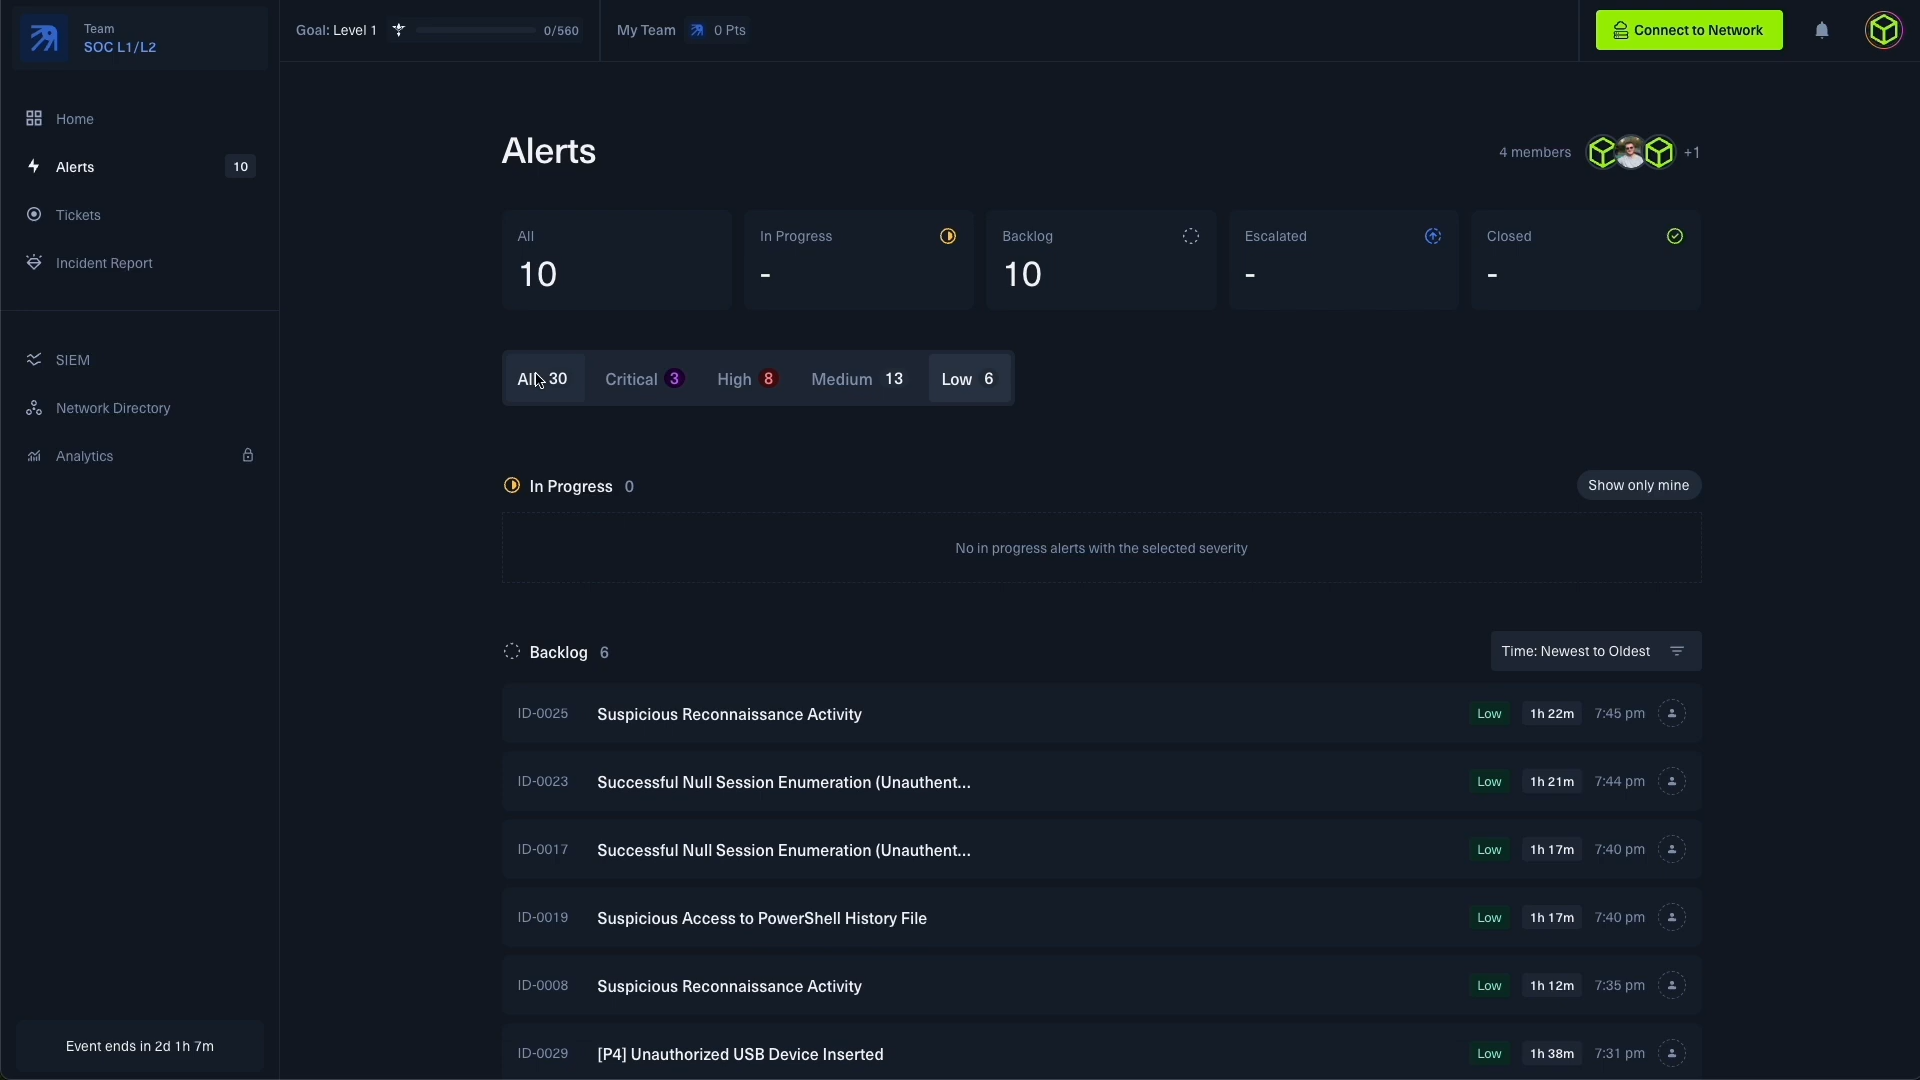 Team
SOC L1/L2
Goal: Level 1
0/560
My Team
0 Pts
Connect to Network
Home
Alerts
10
Tickets
Incident Report
SIEM
Network Directory
Analytics
Event ends in 2d 1h 7m
Alerts
4 members
+1
All
10
In Progress
-
Backlog
10
Escalated
-
Closed
-
All 30
Critical 3
High 8
Medium 13
Low 6
In Progress 0
Show only mine
No in progress alerts with the selected severity
Backlog 6
Time: Newest to Oldest
ID-0025 Suspicious Reconnaissance Activity Low 1h 22m 7:45 pm
ID-0023 Successful Null Session Enumeration (Unauthent... Low 1h 21m 7:44 pm
ID-0017 Successful Null Session Enumeration (Unauthent... Low 1h 17m 7:40 pm
ID-0019 Suspicious Access to PowerShell History File Low 1h 17m 7:40 pm
ID-0008 Suspicious Reconnaissance Activity Low 1h 12m 7:35 pm
ID-0029 [P4] Unauthorized USB Device Inserted Low 1h 38m 7:31 pm